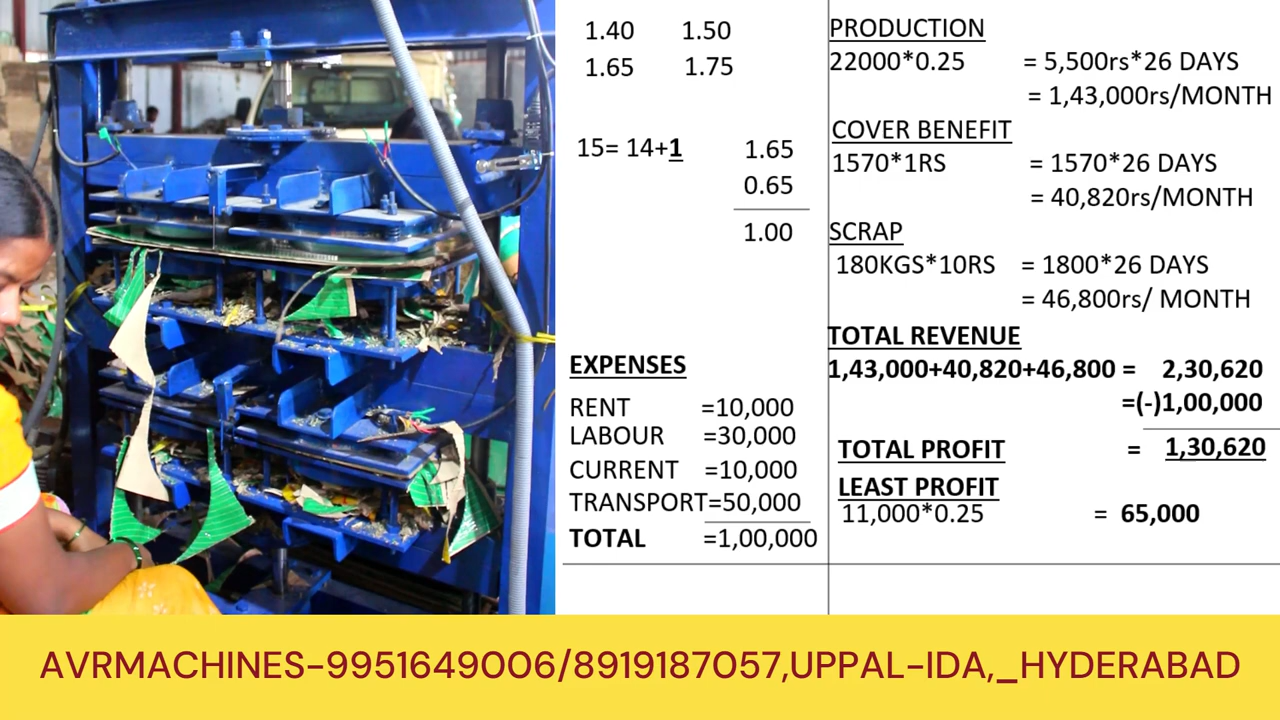 1.40 1.50
1.65 1.75
15= 14+1 1.65
0.65
1.00
EXPENSES
RENT =10,000
LABOUR =30,000
CURRENT =10,000
TRANSPORT=50,000
TOTAL =1,00,000
PRODUCTION
22000*0.25 = 5,500rs*26 DAYS
= 1,43,000rs/MONTH
COVER BENEFIT
1570*1RS = 1570*26 DAYS
= 40,820rs/MONTH
SCRAP
180KGS*10RS = 1800*26 DAYS
= 46,800rs/ MONTH
TOTAL REVENUE
1,43,000+40,820+46,800 = 2,30,620
=(-)1,00,000
TOTAL PROFIT = 1,30,620
LEAST PROFIT
11,000*0.25 = 65,000
AVRMACHINES-9951649006/8919187057,UPPAL-IDA,_HYDERABAD